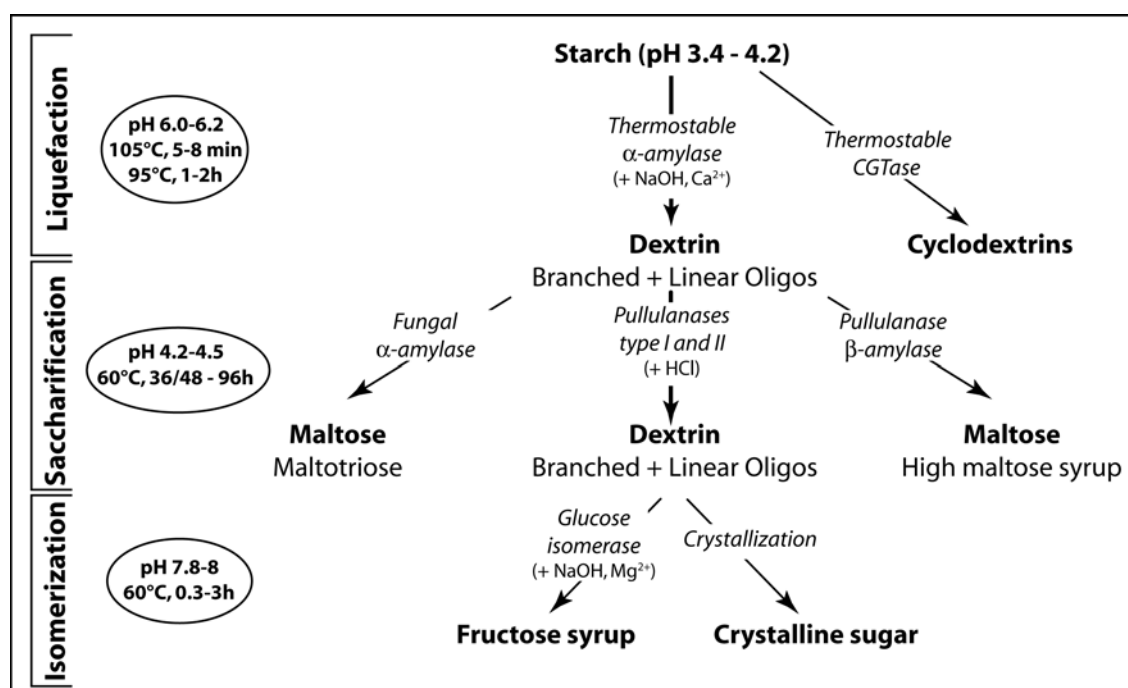 Liquefaction
pH 6.0-6.2
105°C, 5-8 min
95°C, 1-2h
Starch (pH 3.4 - 4.2)
Thermostable
α-amylase
(+ NaOH, Ca²⁺)
Thermostable
CGTase
Dextrin
Branched + Linear Oligos
Cyclodextrins
Saccharification
pH 4.2-4.5
60°C, 36/48 - 96h
Fungal
α-amylase
Pullulanases
type I and II
(+ HCl)
Pullulanase
β-amylase
Maltose
Maltotriose
Dextrin
Branched + Linear Oligos
Maltose
High maltose syrup
Isomerization
pH 7.8-8
60°C, 0.3-3h
Glucose
isomerase
(+ NaOH, Mg²⁺)
Crystallization
Fructose syrup
Crystalline sugar